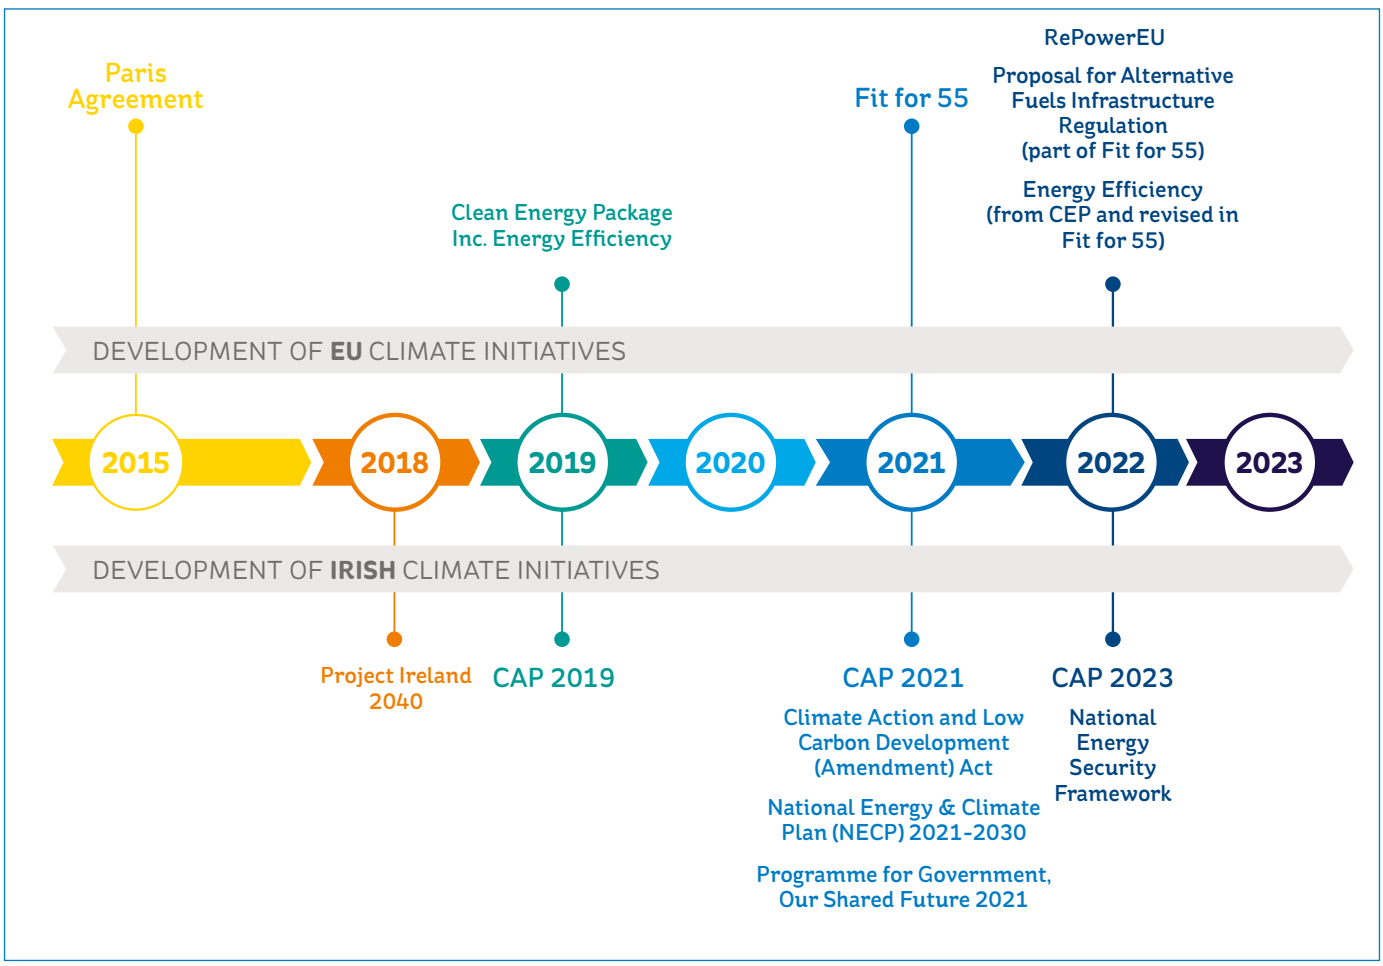 Paris
Agreement
Clean Energy Package
Inc. Energy Efficiency
Fit for 55
RePowerEU
Proposal for Alternative
Fuels Infrastructure
Regulation
(part of Fit for 55)
Energy Efficiency
(from CEP and revised in
Fit for 55)
DEVELOPMENT OF EU CLIMATE INITIATIVES
2015
2018
2019
2020
2021
2022
2023
DEVELOPMENT OF IRISH CLIMATE INITIATIVES
Project Ireland
2040
CAP 2019
CAP 2021
Climate Action and Low
Carbon Development
(Amendment) Act
National Energy & Climate
Plan (NECP) 2021-2030
Programme for Government,
Our Shared Future 2021
CAP 2023
National
Energy
Security
Framework